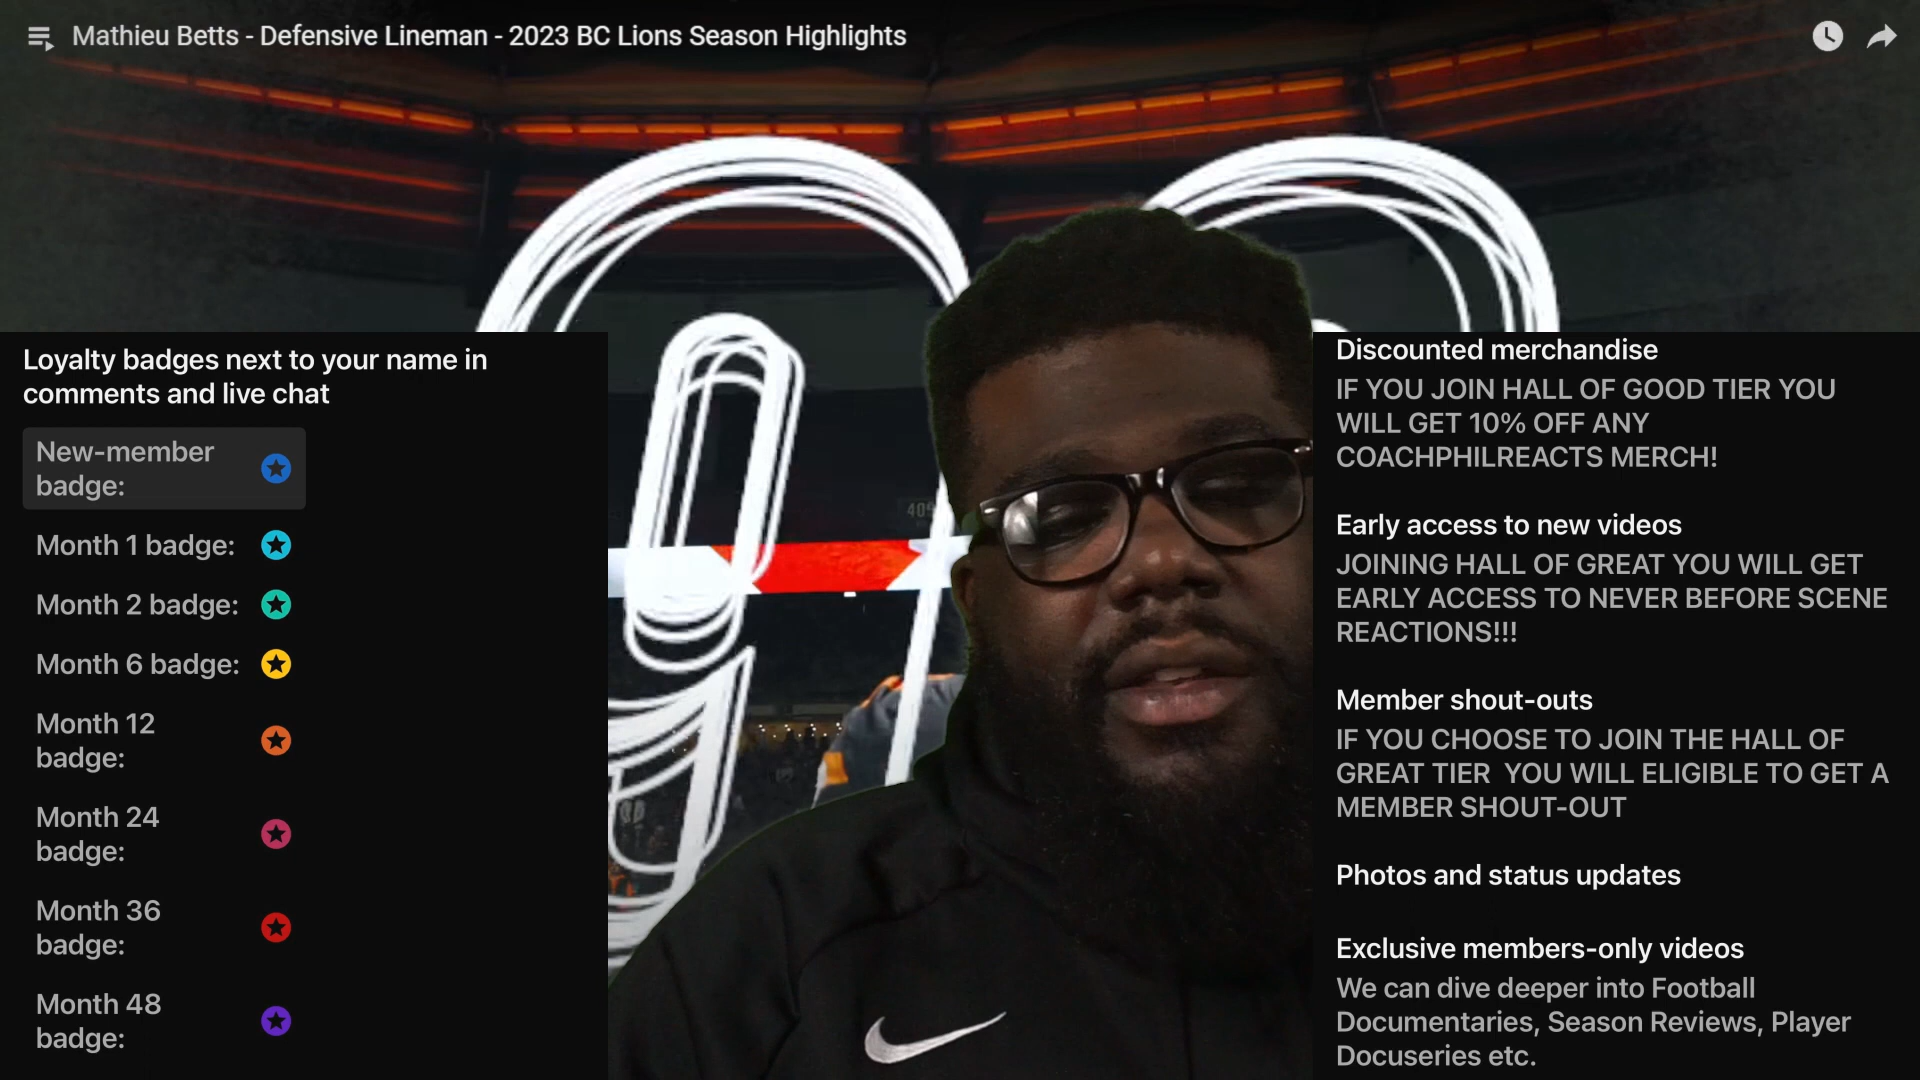 Mathieu Betts - Defensive Lineman - 2023 BC Lions Season Highlights
Loyalty badges next to your name in
comments and live chat
New-member
badge:
Month 1 badge:
Month 2 badge:
Month 6 badge:
Month 12
badge:
Month 24
badge:
Month 36
badge:
Month 48
badge:
409
Discounted merchandise
IF YOU JOIN HALL OF GOOD TIER YOU
WILL GET 10% OFF ANY
COACHPHILREACTS MERCH!
Early access to new videos
JOINING HALL OF GREAT YOU WILL GET
EARLY ACCESS TO NEVER BEFORE SCENE
REACTIONS!!!
Member shout-outs
IF YOU CHOOSE TO JOIN THE HALL OF
GREAT TIER  YOU WILL ELIGIBLE TO GET A
MEMBER SHOUT-OUT
Photos and status updates
Exclusive members-only videos
We can dive deeper into Football
Documentaries, Season Reviews, Player
Docuseries etc.